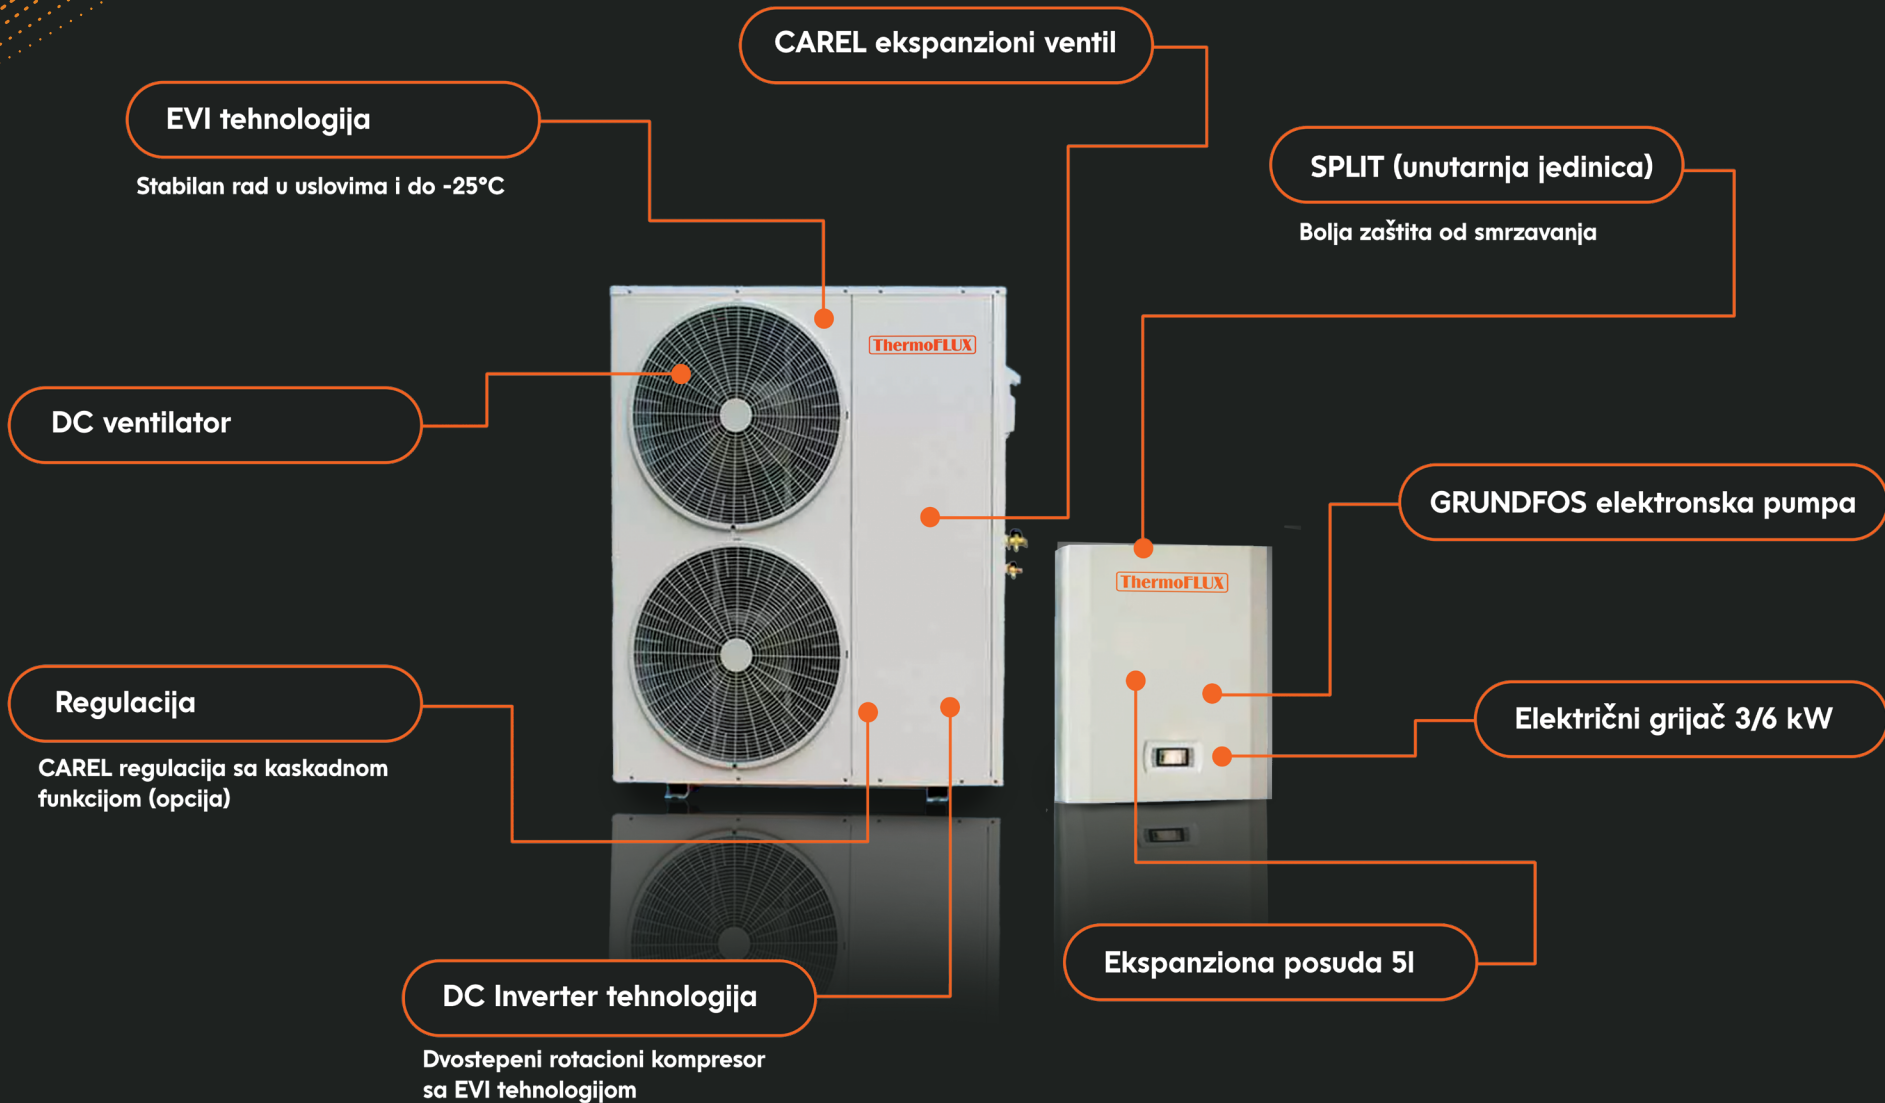 CAREL ekspanzioni ventil
EVI tehnologija
Stabilan rad u uslovima i do -25°C
SPLIT (unutarnja jedinica)
Bolja zaštita od smrzavanja
ThermoFLUX
DC ventilator
GRUNDFOS elektronska pumpa
ThermoFLUX
Regulacija
CAREL regulacija sa kaskadnom
funkcijom (opcija)
Električni grijač 3/6 kW
Ekspanziona posuda 5l
DC Inverter tehnologija
Dvostepeni rotacioni kompresor
sa EVI tehnologijom